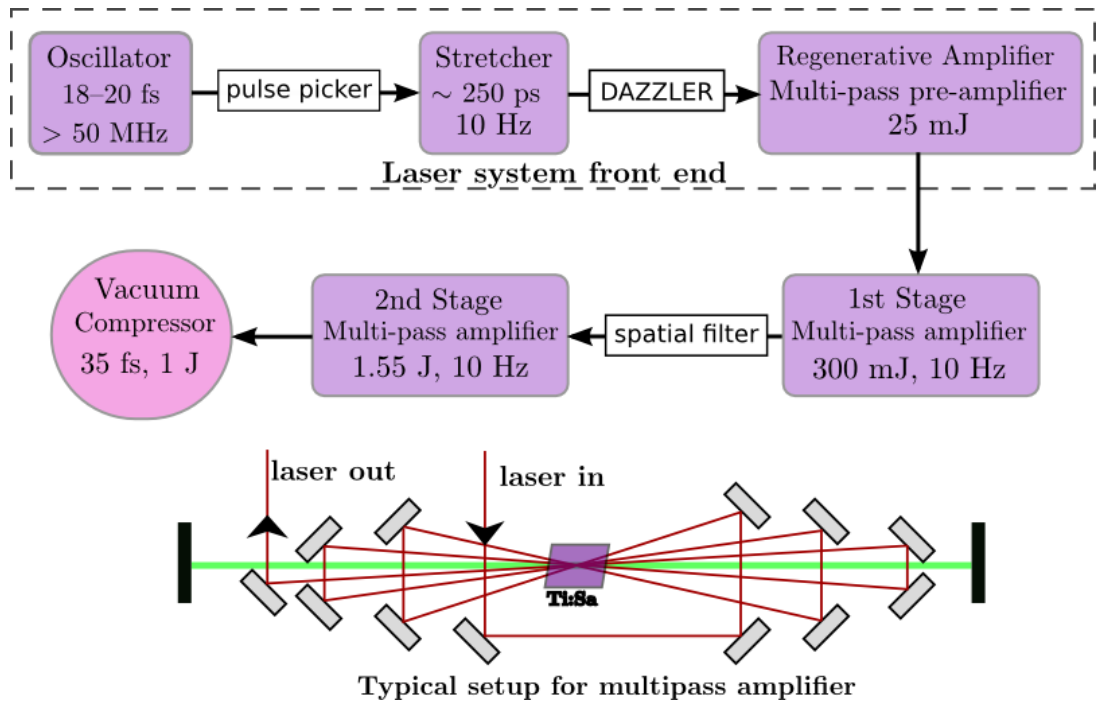 Oscillator
18–20 fs
> 50 MHz
pulse picker
Stretcher
~ 250 ps
10 Hz
DAZZLER
Regenerative Amplifier
Multi-pass pre-amplifier
25 mJ
Laser system front end
Vacuum
Compressor
35 fs, 1 J
2nd Stage
Multi-pass amplifier
1.55 J, 10 Hz
spatial filter
1st Stage
Multi-pass amplifier
300 mJ, 10 Hz
laser out
laser in
Ti:Sa
Typical setup for multipass amplifier